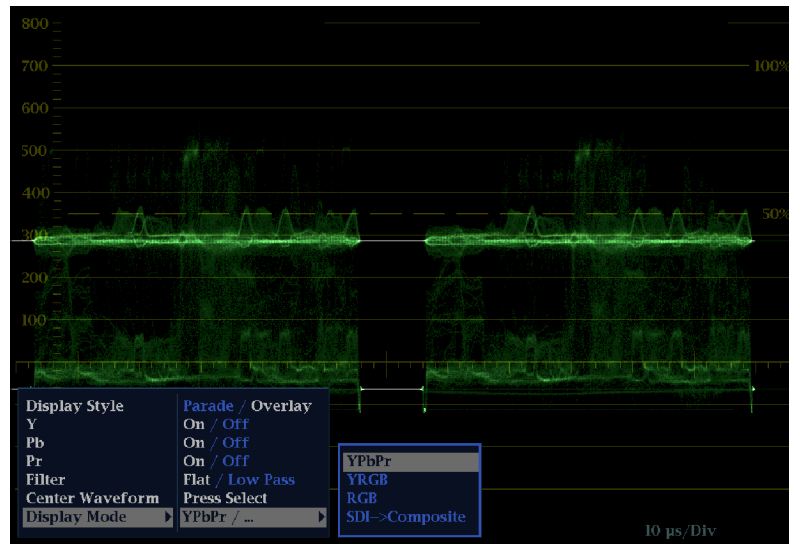 800
700
100%
600
500
400
50%
300
200
100
Display Style Parade / Overlay
Y On / Off
Pb On / Off
Pr On / Off
Filter Flat / Low Pass
Center Waveform Press Select
Display Mode YPbPr / ...
YPbPr
YRGB
RGB
SDI->Composite
10 µs/Div